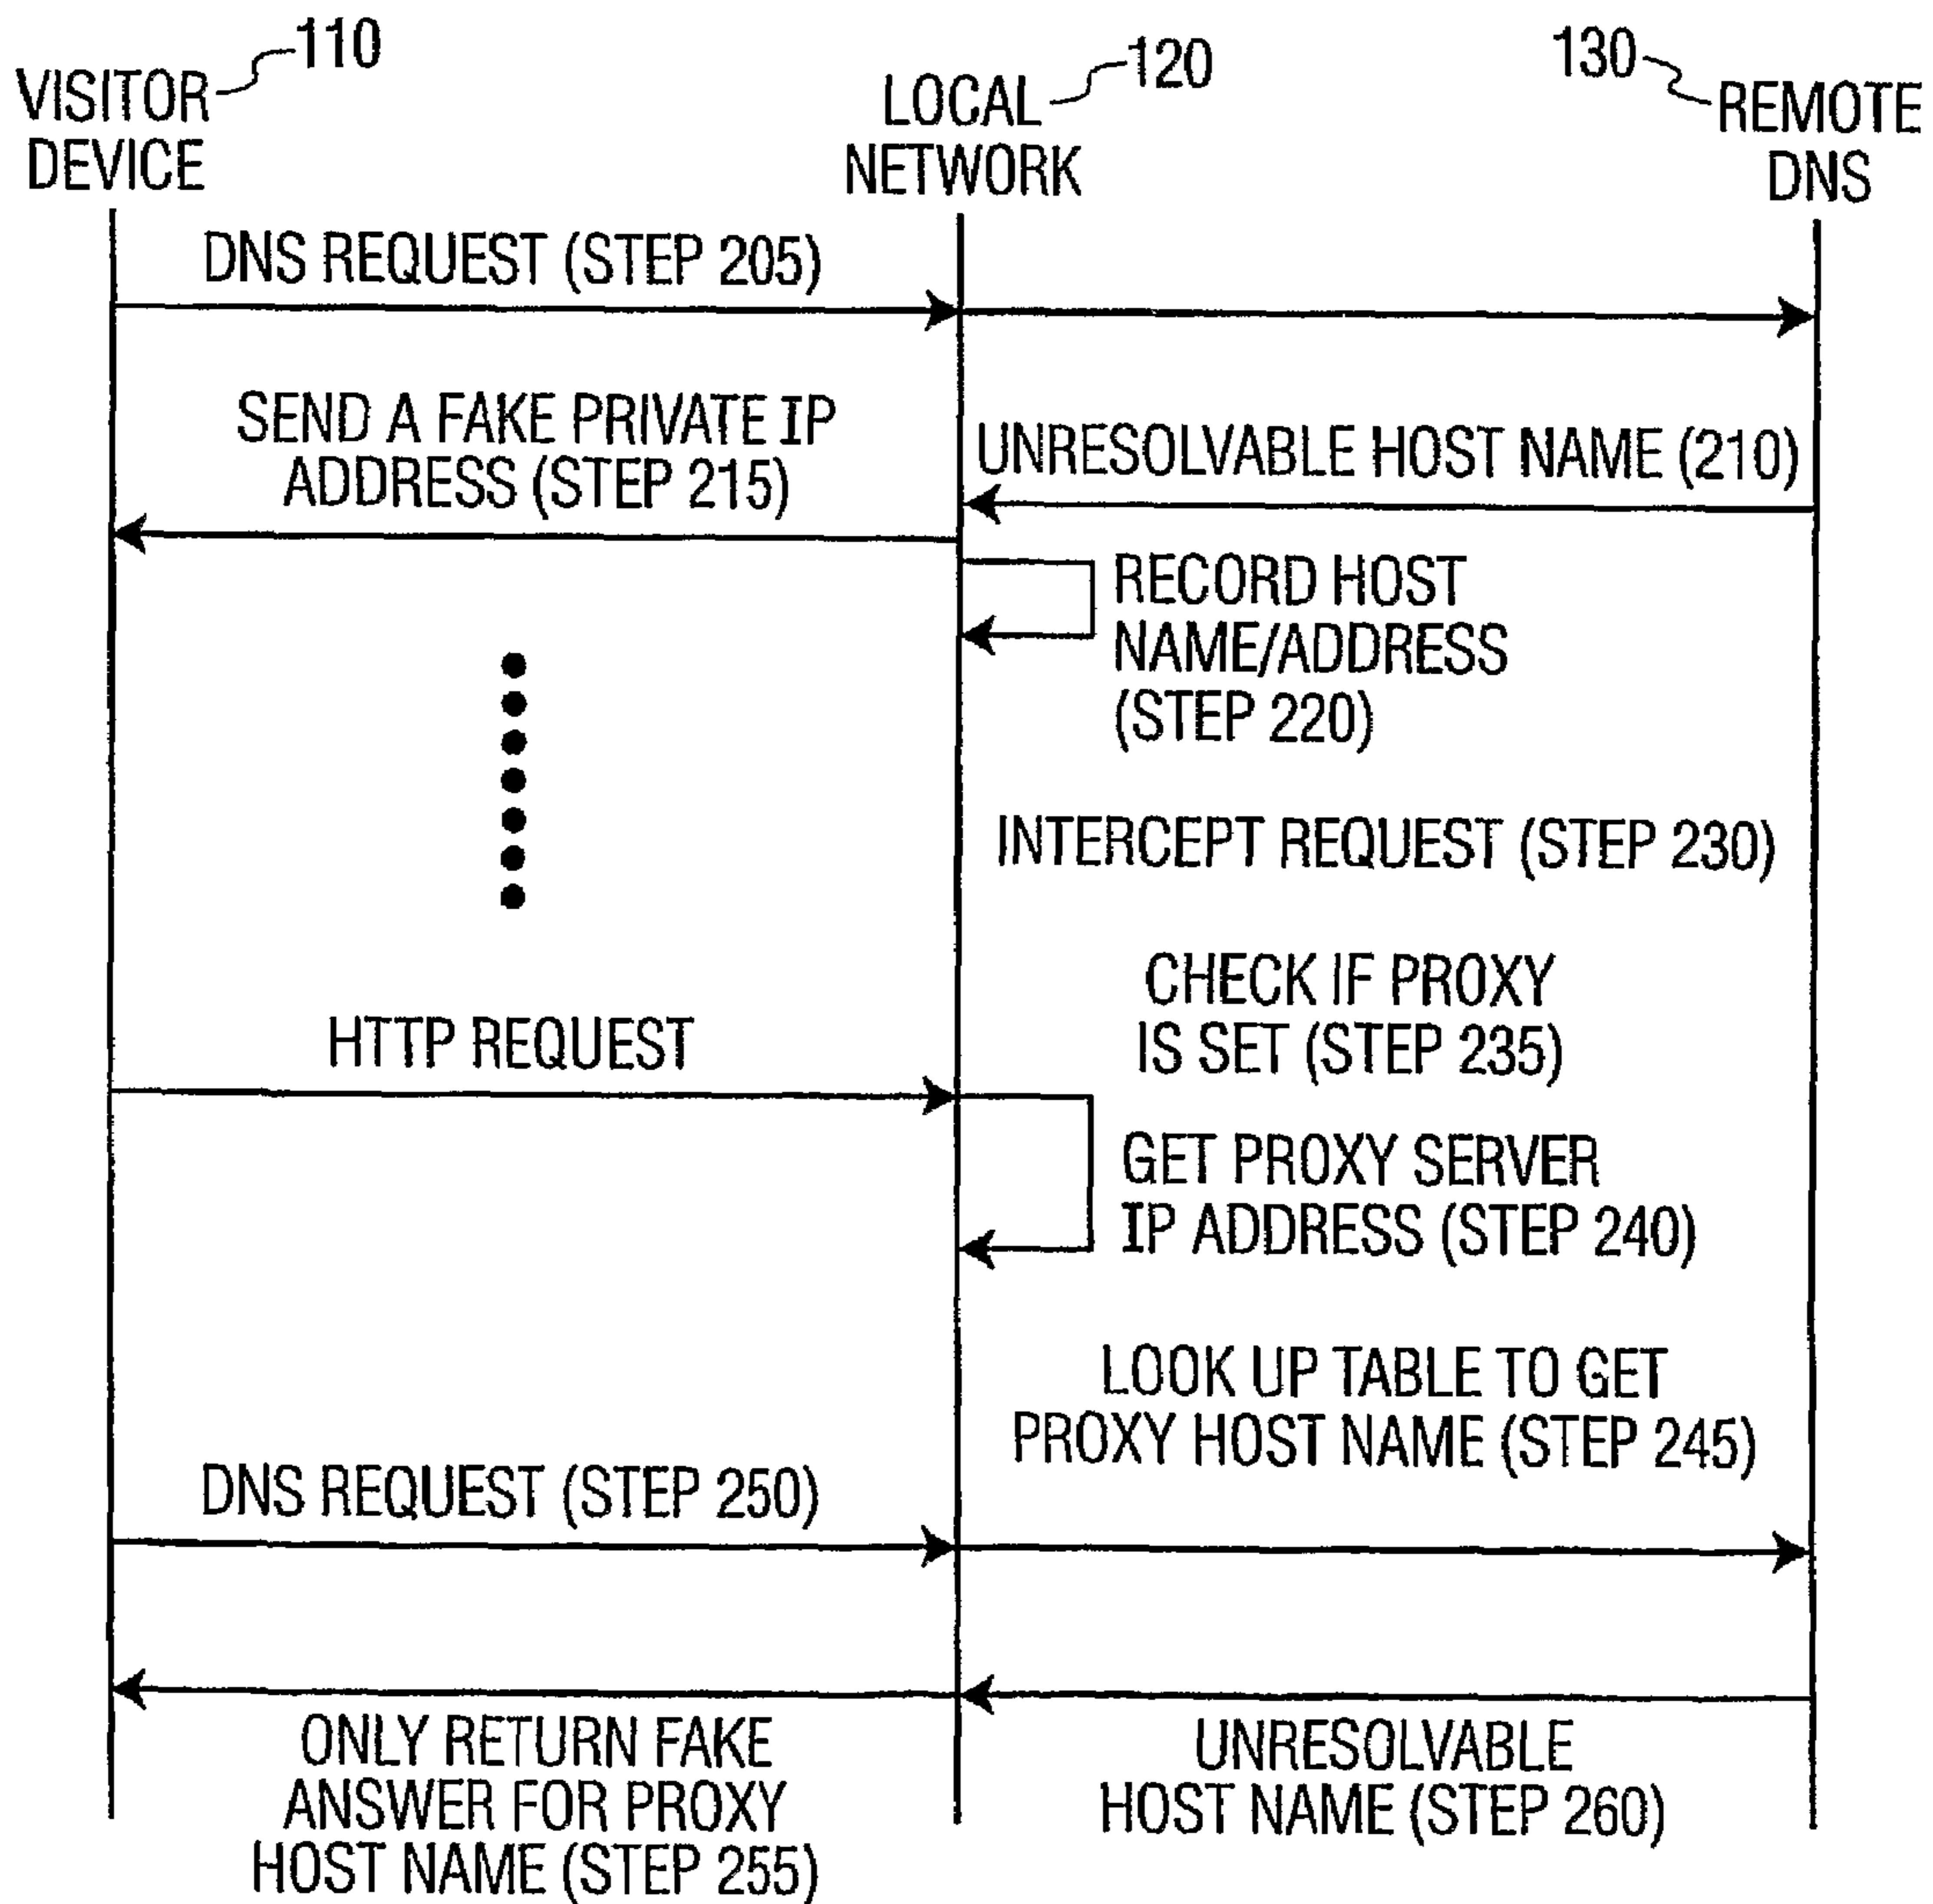 110
VISITOR
DEVICE
120
LOCAL
NETWORK
130
REMOTE
DNS
DNS REQUEST (STEP 205)
SEND A FAKE PRIVATE IP
ADDRESS (STEP 215)
UNRESOLVABLE HOST NAME (210)
RECORD HOST
NAME/ADDRESS
(STEP 220)
INTERCEPT REQUEST (STEP 230)
CHECK IF PROXY
IS SET (STEP 235)
HTTP REQUEST
GET PROXY SERVER
IP ADDRESS (STEP 240)
LOOK UP TABLE TO GET
PROXY HOST NAME (STEP 245)
DNS REQUEST (STEP 250)
ONLY RETURN FAKE
ANSWER FOR PROXY
HOST NAME (STEP 255)
UNRESOLVABLE
HOST NAME (STEP 260)